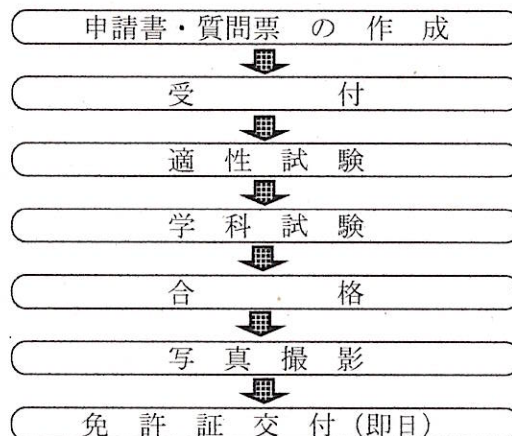 申請書・質問票の作成
受付
適性試験
学科試験
合格
写真撮影
免許証交付(即日)